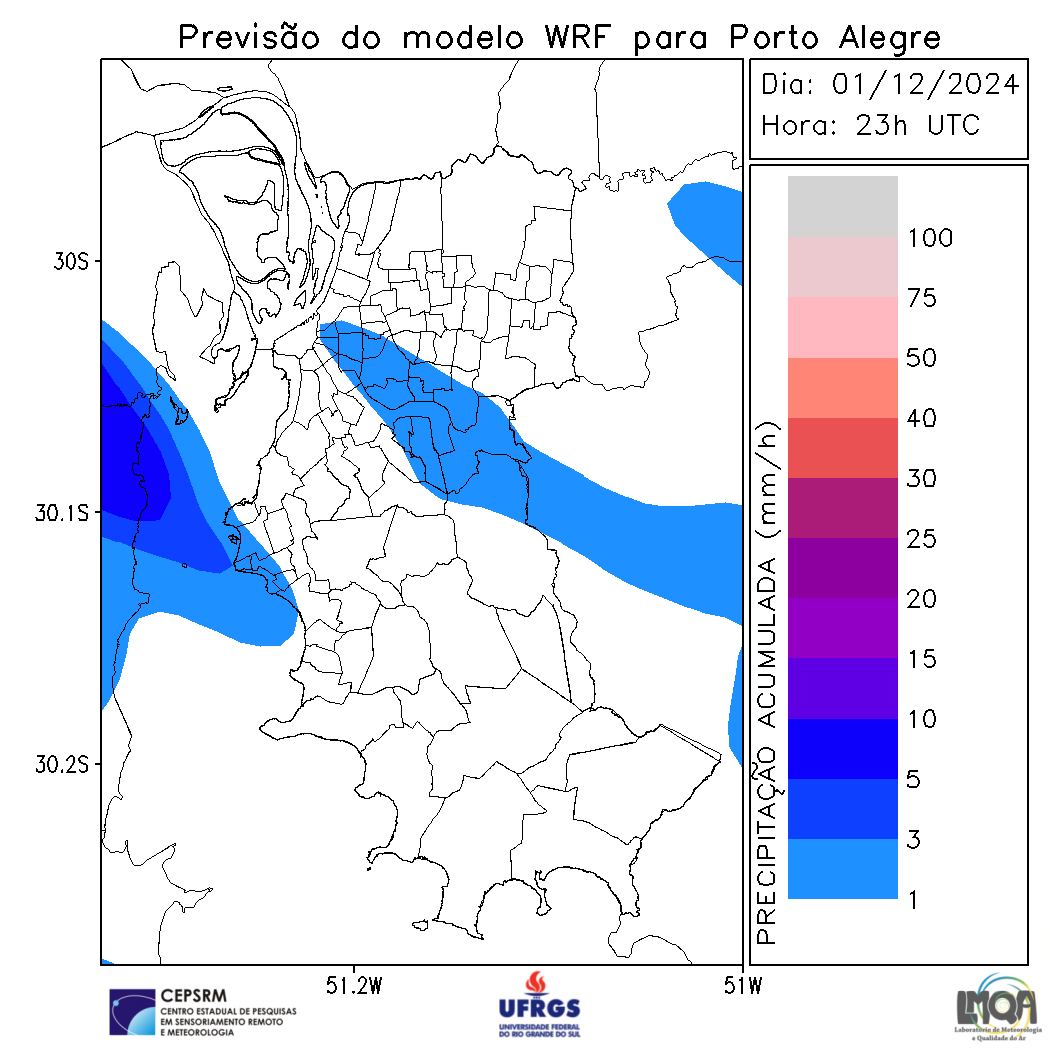 Previsão do modelo WRF para Porto Alegre
Dia: 01/12/2024
Hora: 23h UTC
30S
30.1S
30.2S
51.2W
51W
PRECIPITAÇÃO ACUMULADA (mm/h)
100
75
50
40
30
25
20
15
10
5
3
1
CEPSRM
CENTRO ESTADUAL DE PESQUISAS
EM SENSORIAMENTO REMOTO
E METEOROLOGIA
UFRGS
UNIVERSIDADE FEDERAL
DO RIO GRANDE DO SUL
LMQA
Laboratório de Meteorologia
e Qualidade do Ar